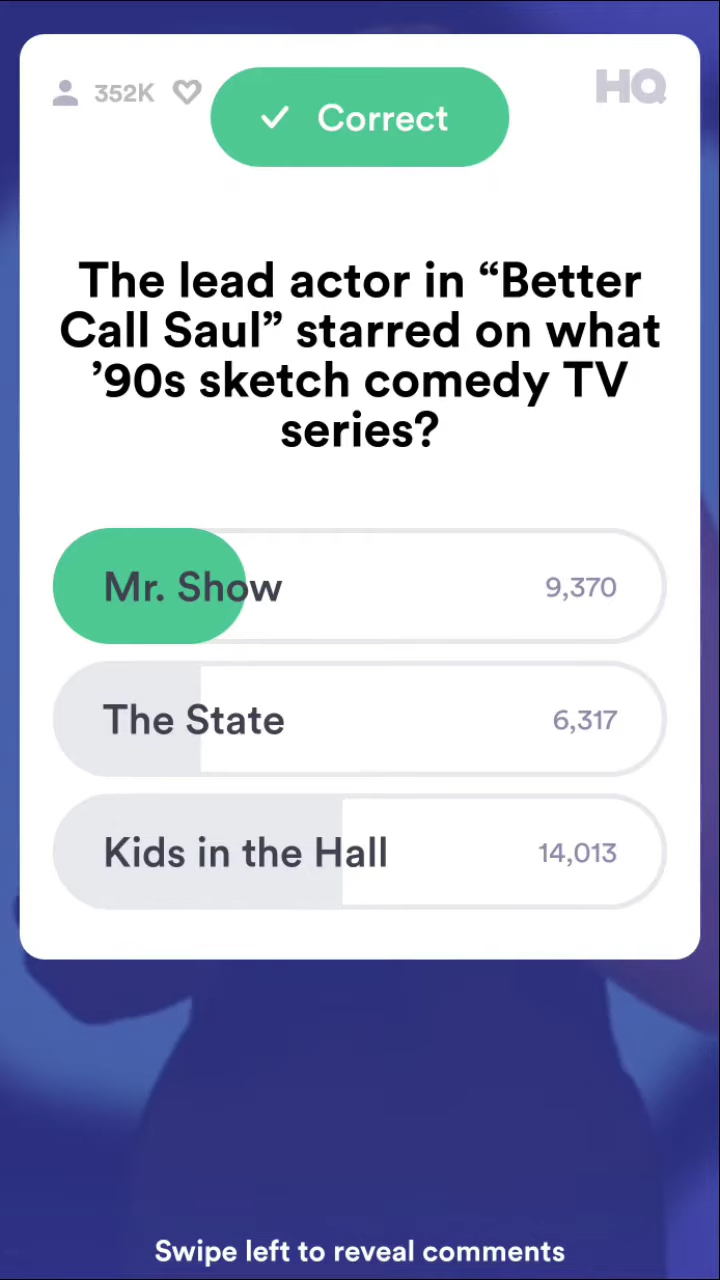 352K
HQ
Correct
The lead actor in “Better
Call Saul” starred on what
’90s sketch comedy TV
series?
Mr. Show 9,370
The State 6,317
Kids in the Hall 14,013
Swipe left to reveal comments